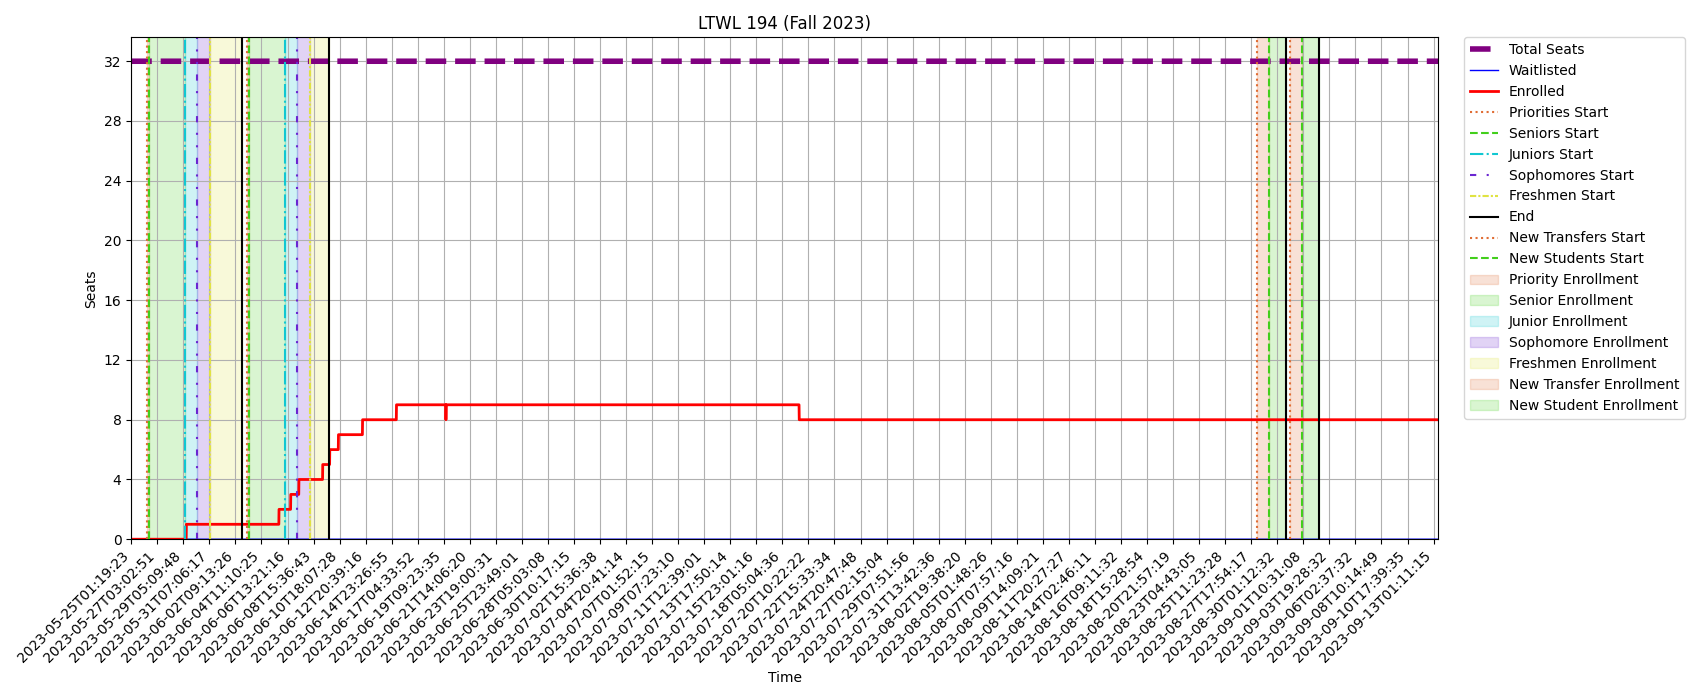 LTWL 194 (Fall 2023)
Seats
32
28
24
20
16
12
8
4
0
2023-05-25T01:19:23
2023-05-27T03:02:51
2023-05-29T05:09:48
2023-05-31T07:06:17
2023-06-02T09:13:26
2023-06-04T11:10:25
2023-06-06T13:21:16
2023-06-08T15:36:43
2023-06-10T18:07:28
2023-06-12T20:39:16
2023-06-14T23:26:55
2023-06-17T04:33:52
2023-06-19T09:23:35
2023-06-21T14:06:20
2023-06-23T19:00:31
2023-06-25T23:49:01
2023-06-28T05:03:08
2023-06-30T10:17:15
2023-07-02T15:36:38
2023-07-04T20:41:14
2023-07-07T01:52:15
2023-07-09T07:23:10
2023-07-11T12:39:01
2023-07-13T17:50:14
2023-07-15T23:01:16
2023-07-18T05:04:36
2023-07-20T10:22:22
2023-07-22T15:33:34
2023-07-24T20:47:48
2023-07-27T02:15:04
2023-07-29T07:51:56
2023-07-31T13:42:36
2023-08-02T19:38:20
2023-08-05T01:48:26
2023-08-07T07:57:16
2023-08-09T14:09:21
2023-08-11T20:27:27
2023-08-14T02:46:11
2023-08-16T09:11:32
2023-08-18T15:28:54
2023-08-20T21:57:19
2023-08-23T04:43:05
2023-08-25T11:23:28
2023-08-27T17:54:17
2023-08-30T01:12:32
2023-09-01T10:31:08
2023-09-03T19:28:32
2023-09-06T02:37:32
2023-09-08T10:14:49
2023-09-10T17:39:35
2023-09-13T01:11:15
Time
Total Seats
Waitlisted
Enrolled
Priorities Start
Seniors Start
Juniors Start
Sophomores Start
Freshmen Start
End
New Transfers Start
New Students Start
Priority Enrollment
Senior Enrollment
Junior Enrollment
Sophomore Enrollment
Freshmen Enrollment
New Transfer Enrollment
New Student Enrollment